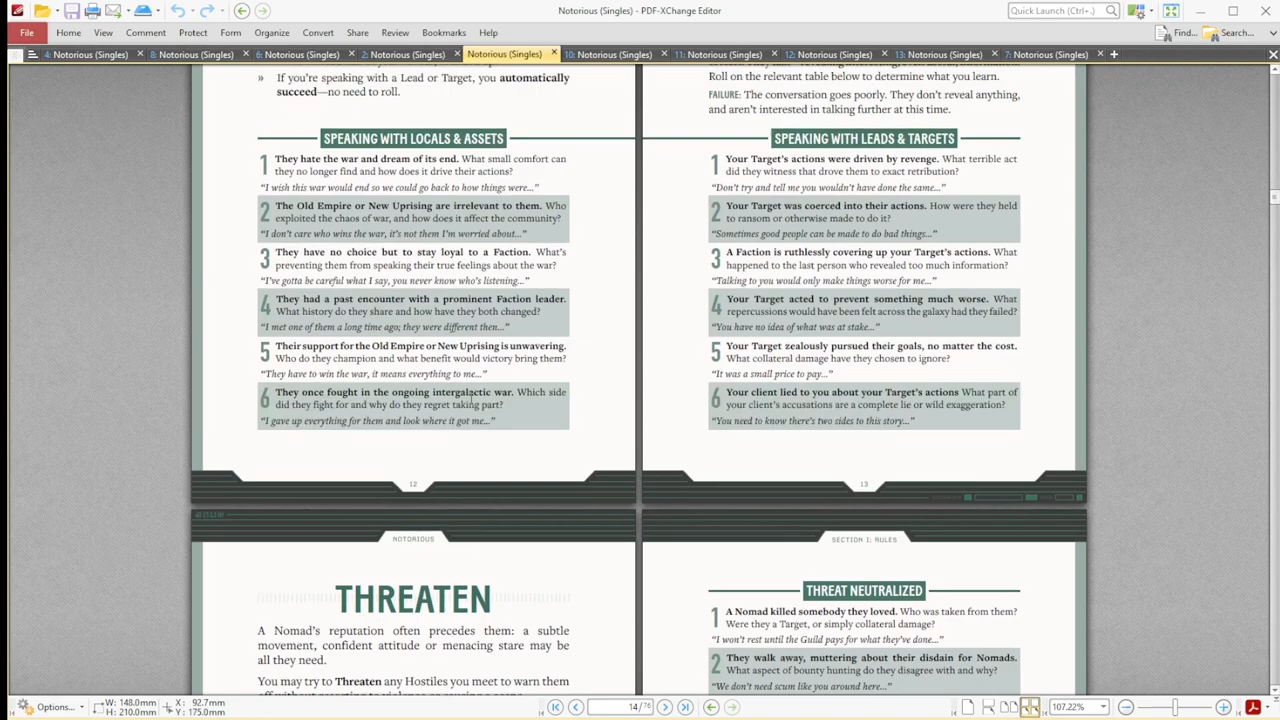 Notorious (Singles) - PDF-XChange Editor
Quick Launch (Ctrl+.)
File Home View Comment Protect Form Organize Convert Share Review Bookmarks Help
Find... Search...
4: Notorious (Singles) 8: Notorious (Singles) 6: Notorious (Singles) 2: Notorious (Singles) Notorious (Singles) 10: Notorious (Singles) 11: Notorious (Singles) 12: Notorious (Singles) 13: Notorious (Singles) 7: Notorious (Singles)
» If you're speaking with a Lead or Target, you automatically
succeed—no need to roll.
SPEAKING WITH LOCALS & ASSETS
1 They hate the war and dream of its end. What small comfort can
they no longer find and how does it drive their actions?
“I wish this war would end so we could go back to how things were...”
2 The Old Empire or New Uprising are irrelevant to them. Who
exploited the chaos of war, and how does it affect the community?
“I don't care who wins the war, it's not them I'm worried about...”
3 They have no choice but to stay loyal to a Faction. What's
preventing them from speaking their true feelings about the war?
“I've gotta be careful what I say, you never know who's listening...”
4 They had a past encounter with a prominent Faction leader.
What history do they share and how have they both changed?
“I met one of them a long time ago; they were different then...”
5 Their support for the Old Empire or New Uprising is unwavering.
Who do they champion and what benefit would victory bring them?
“They have to win the war, it means everything to me...”
6 They once fought in the ongoing intergalactic war. Which side
did they fight for and why do they regret taking part?
“I gave up everything for them and look where it got me...”
12
Roll on the relevant table below to determine what you learn.
FAILURE: The conversation goes poorly. They don't reveal anything,
and aren't interested in talking further at this time.
SPEAKING WITH LEADS & TARGETS
1 Your Target's actions were driven by revenge. What terrible act
did they witness that drove them to exact retribution?
“Don't try and tell me you wouldn't have done the same...”
2 Your Target was coerced into their actions. How were they held
to ransom or otherwise made to do it?
“Sometimes good people can be made to do bad things...”
3 A Faction is ruthlessly covering up your Target's actions. What
happened to the last person who revealed too much information?
“Talking to you would only make things worse for me...”
4 Your Target acted to prevent something much worse. What
repercussions would have been felt across the galaxy had they failed?
“You have no idea of what was at stake...”
5 Your Target zealously pursued their goals, no matter the cost.
What collateral damage have they chosen to ignore?
“It was a small price to pay...”
6 Your client lied to you about your Target's actions What part of
your client's accusations are a complete lie or wild exaggeration?
“You need to know there's two sides to this story...”
13
NOTORIOUS
THREATEN
A Nomad's reputation often precedes them: a subtle
movement, confident attitude or menacing stare may be
all they need.
You may try to Threaten any Hostiles you meet to warn them
SECTION I: RULES
THREAT NEUTRALIZED
1 A Nomad killed somebody they loved. Who was taken from them?
Were they a Target, or simply collateral damage?
“I won't rest until the Guild pays for what they've done...”
2 They walk away, muttering about their disdain for Nomads.
What aspect of bounty hunting do they disagree with and why?
“We don't need scum like you around here...”
Options... W: 148.0mm X: 92.7mm
H: 210.0mm Y: 175.0mm
14 / 76
107.22%